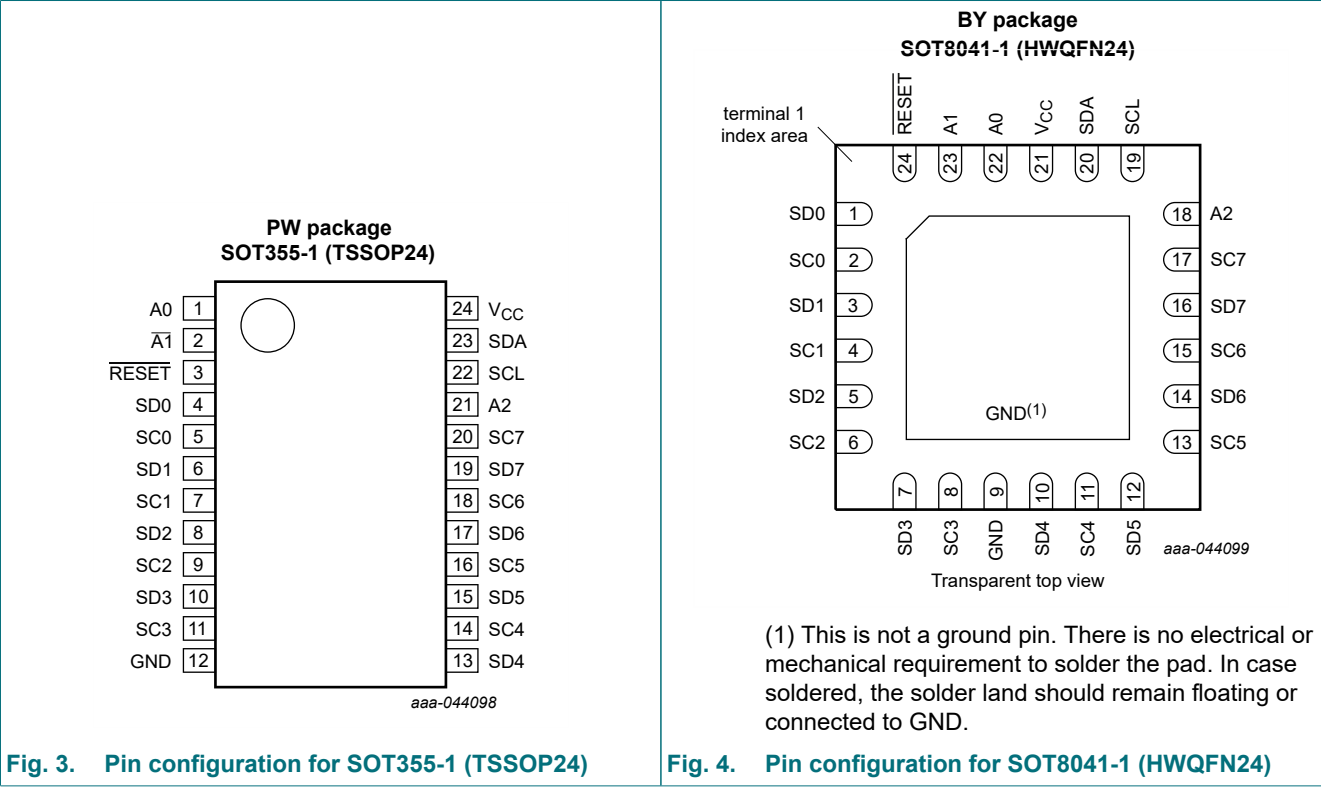 PW package
SOT355-1 (TSSOP24)
A0 1
A̅1̅ 2
R̅E̅S̅E̅T̅ 3
SD0 4
SC0 5
SD1 6
SC1 7
SD2 8
SC2 9
SD3 10
SC3 11
GND 12
24 VCC
23 SDA
22 SCL
21 A2
20 SC7
19 SD7
18 SC6
17 SD6
16 SC5
15 SD5
14 SC4
13 SD4
aaa-044098
Fig. 3. Pin configuration for SOT355-1 (TSSOP24)
BY package
SOT8041-1 (HWQFN24)
terminal 1
index area
R̅E̅S̅E̅T̅ 24
A1 23
A0 22
VCC 21
SDA 20
SCL 19
SD0 1
SC0 2
SD1 3
SC1 4
SD2 5
SC2 6
18 A2
17 SC7
16 SD7
15 SC6
14 SD6
13 SC5
GND(1)
7 SD3
8 SC3
9 GND
10 SD4
11 SC4
12 SD5
aaa-044099
Transparent top view
(1) This is not a ground pin. There is no electrical or
mechanical requirement to solder the pad. In case
soldered, the solder land should remain floating or
connected to GND.
Fig. 4. Pin configuration for SOT8041-1 (HWQFN24)